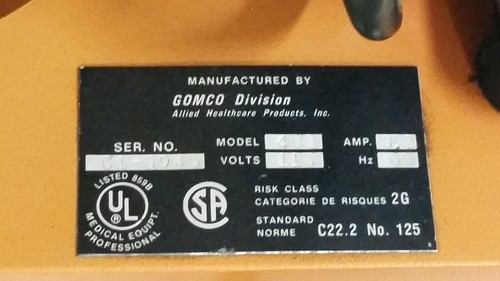 MANUFACTURED BY
GOMCO Division
Allied Healthcare Products, Inc.
SER. NO.
MODEL
AMP.
VOLTS
Hz
LISTED 859B
UL
MEDICAL EQUIPT.
PROFESSIONAL
SA
RISK CLASS
CATEGORIE DE RISQUES 2G
STANDARD
NORME C22.2 No. 125